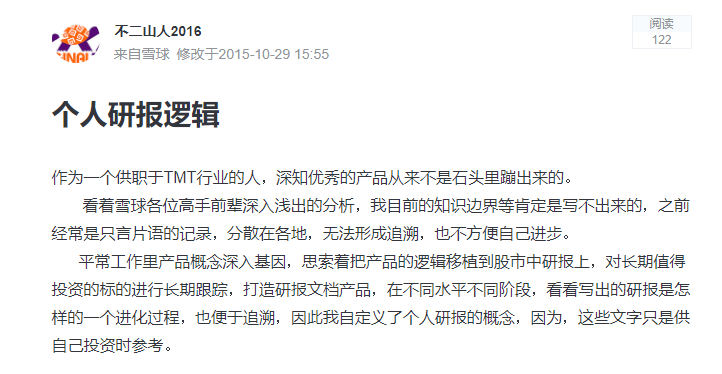 不二山人2016
阅读
122
来自雪球 修改于2015-10-29 15:55
个人研报逻辑
作为一个供职于TMT行业的人，深知优秀的产品从来不是石头里蹦出来的。
看着雪球各位高手前辈深入浅出的分析，我目前的知识边界等肯定是写不出来的，之前
经常是只言片语的记录，分散在各地，无法形成追溯，也不方便自己进步。
平常工作里产品概念深入基因，思索着把产品的逻辑移植到股市中研报上，对长期值得
投资的标的进行长期跟踪，打造研报文档产品，在不同水平不同阶段，看看写出的研报是怎
样的一个进化过程，也便于追溯，因此我自定义了个人研报的概念，因为，这些文字只是供
自己投资时参考。